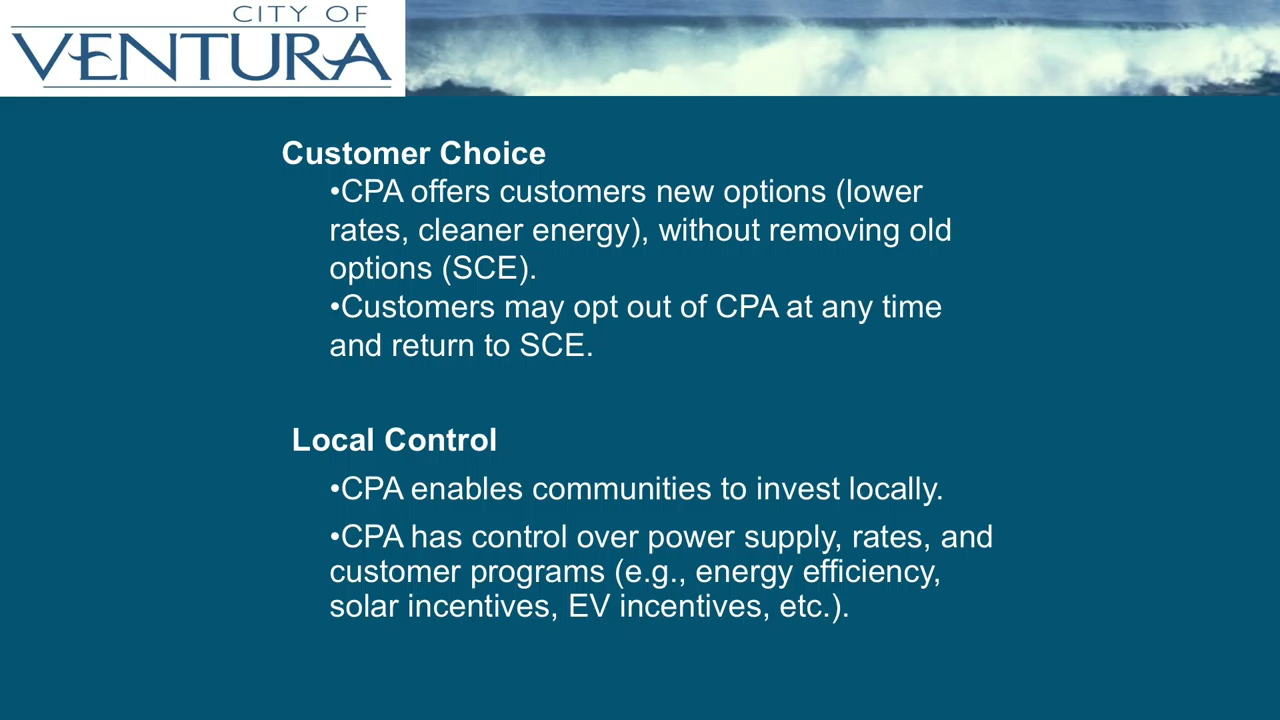 CITY OF
VENTURA
Customer Choice
•CPA offers customers new options (lower
rates, cleaner energy), without removing old
options (SCE).
•Customers may opt out of CPA at any time
and return to SCE.
Local Control
•CPA enables communities to invest locally.
•CPA has control over power supply, rates, and
customer programs (e.g., energy efficiency,
solar incentives, EV incentives, etc.).